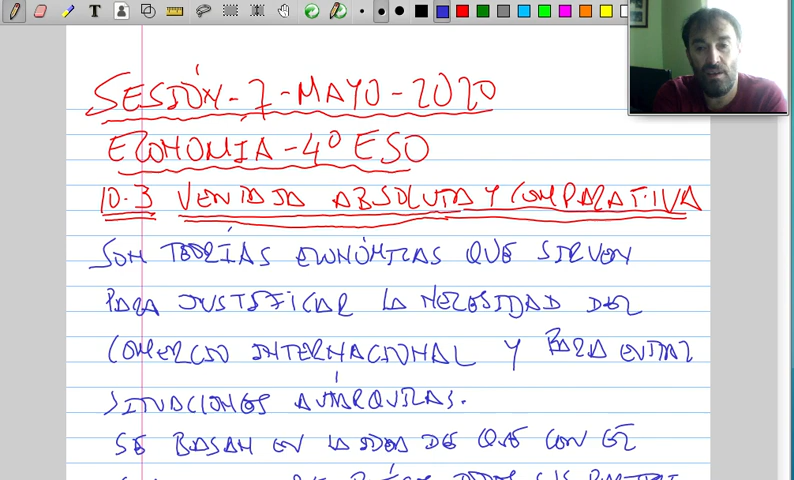 SESIÓN-7-MAYO-2020
ECONOMÍA-4º ESO
10.3 VENTAJA ABSOLUTA Y COMPARATIVA
SON TEORÍAS ECONÓMICAS QUE SIRVEN
PARA JUSTIFICAR LA NECESIDAD DEL
COMERCIO INTERNACIONAL Y PARA EVITAR
SITUACIONES AUTÁRQUICAS.
SE BASAN EN LA IDEA DE QUE CON EL